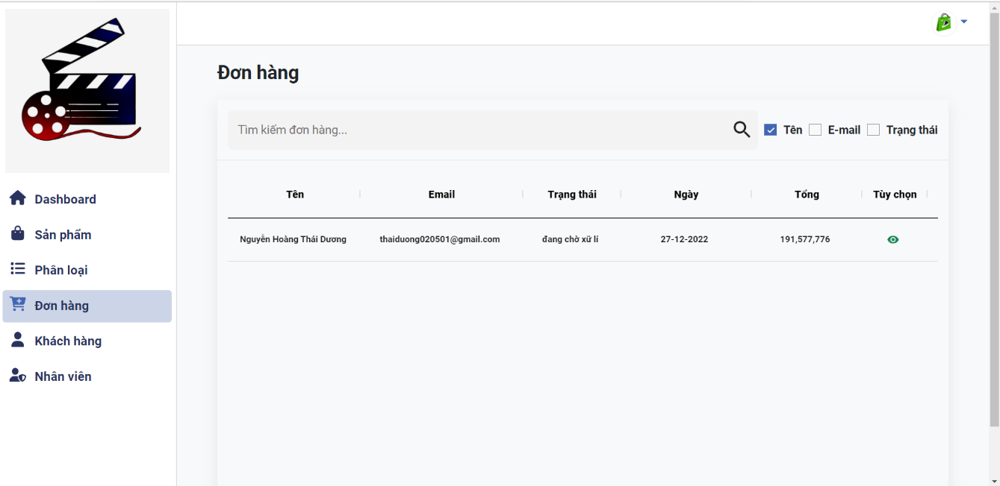 Đơn hàng
Tìm kiếm đơn hàng...
Tên E-mail Trạng thái
Dashboard
Sản phẩm
Phân loại
Đơn hàng
Khách hàng
Nhân viên
Tên Email Trạng thái Ngày Tổng Tùy chọn
Nguyễn Hoàng Thái Dương thaiduong020501@gmail.com đang chờ xữ lí 27-12-2022 191,577,776